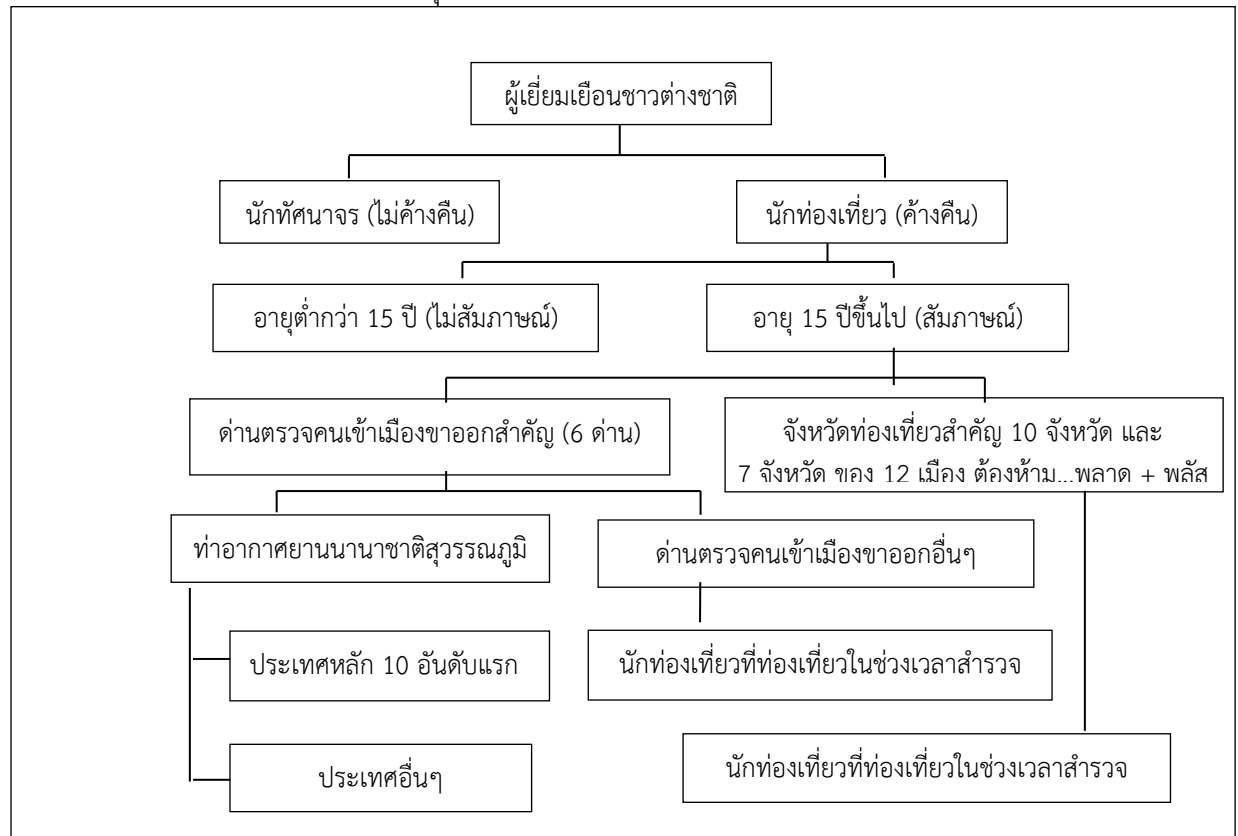 ผู้เยี่ยมเยือนชาวต่างชาติ
นักทัศนาจร (ไม่ค้างคืน)
นักท่องเที่ยว (ค้างคืน)
อายุต่ำกว่า 15 ปี (ไม่สัมภาษณ์)
อายุ 15 ปีขึ้นไป (สัมภาษณ์)
ด่านตรวจคนเข้าเมืองขาออกสำคัญ (6 ด่าน)
จังหวัดท่องเที่ยวสำคัญ 10 จังหวัด และ
7 จังหวัด ของ 12 เมือง ต้องห้าม...พลาด + พลัส
ท่าอากาศยานนานาชาติสุวรรณภูมิ
ด่านตรวจคนเข้าเมืองขาออกอื่นๆ
ประเทศหลัก 10 อันดับแรก
นักท่องเที่ยวที่ท่องเที่ยวในช่วงเวลาสำรวจ
ประเทศอื่นๆ
นักท่องเที่ยวที่ท่องเที่ยวในช่วงเวลาสำรวจ